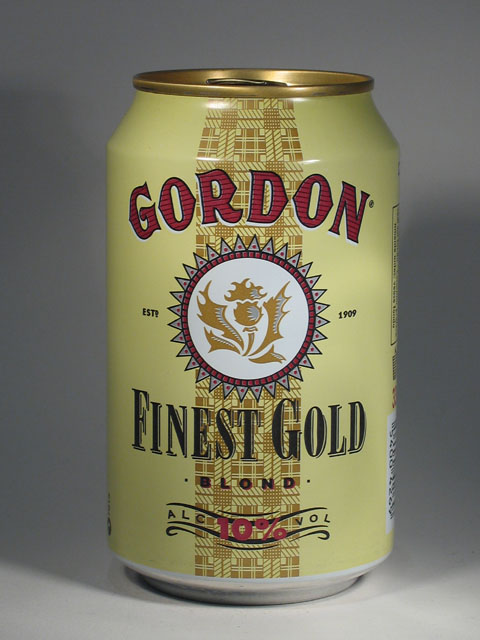 GORDON®
ESTD 1909
FINEST GOLD
· BLOND ·
ALC 10% VOL